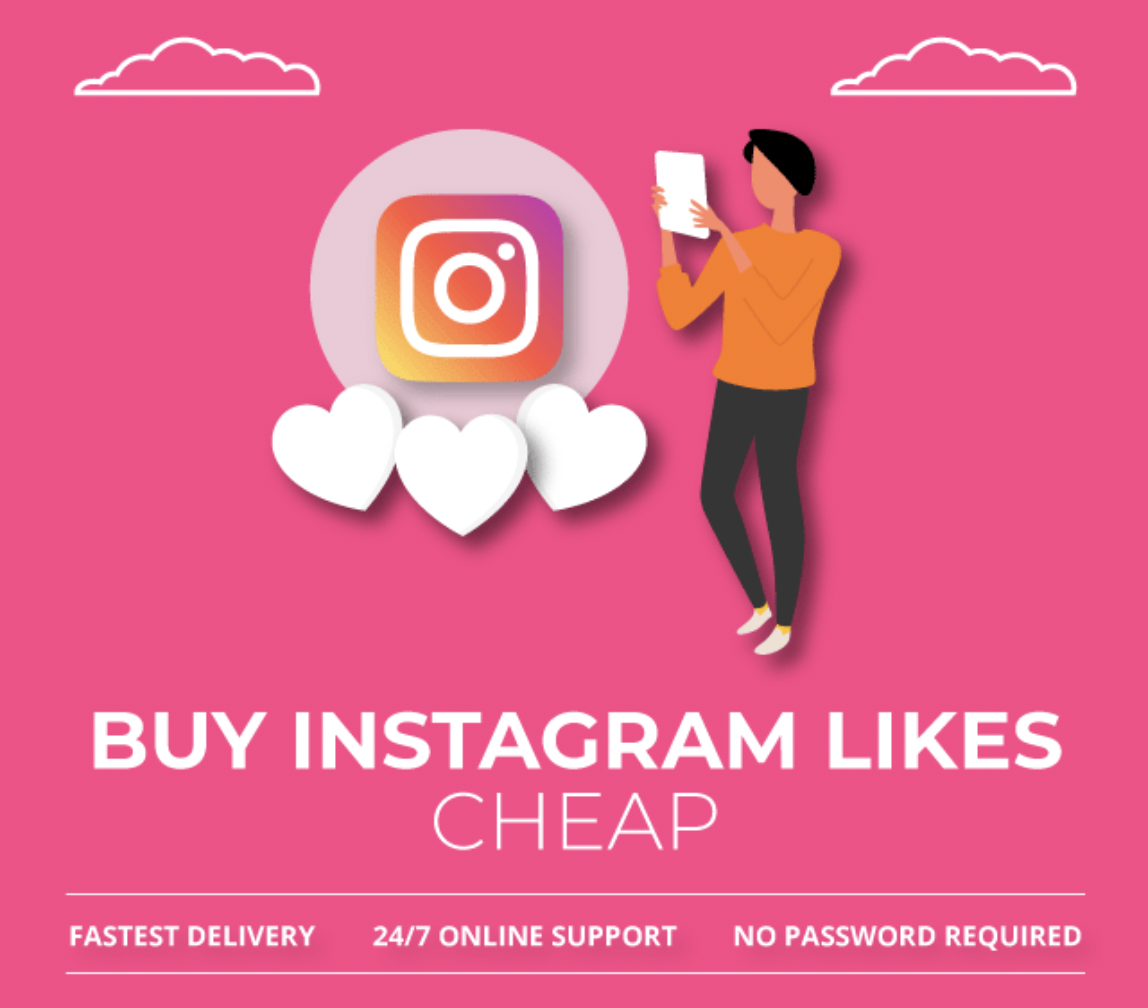 BUY INSTAGRAM LIKES
CHEAP
FASTEST DELIVERY 24/7 ONLINE SUPPORT NO PASSWORD REQUIRED